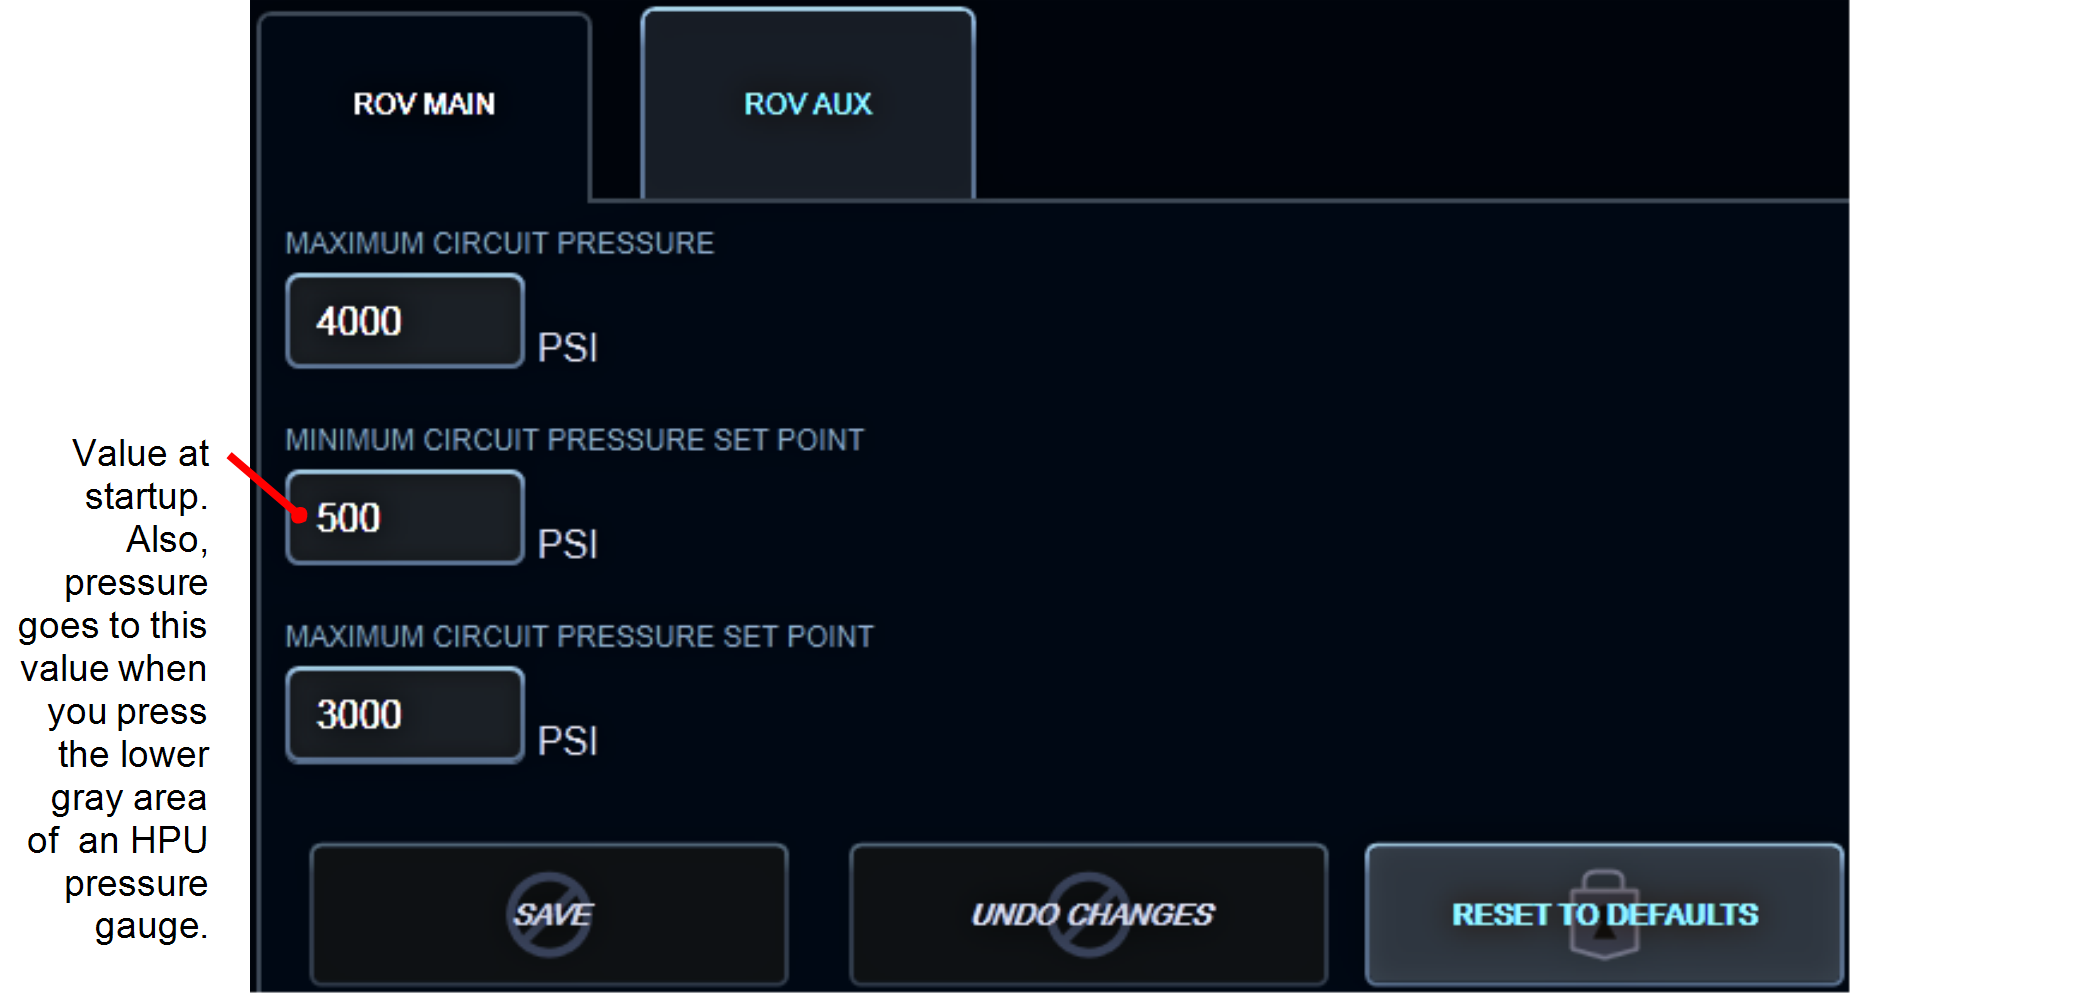 ROV MAIN
ROV AUX
MAXIMUM CIRCUIT PRESSURE
4000
PSI
MINIMUM CIRCUIT PRESSURE SET POINT
500
PSI
MAXIMUM CIRCUIT PRESSURE SET POINT
3000
PSI
SAVE
UNDO CHANGES
RESET TO DEFAULTS
Value at
startup.
Also,
pressure
goes to this
value when
you press
the lower
gray area
of an HPU
pressure
gauge.